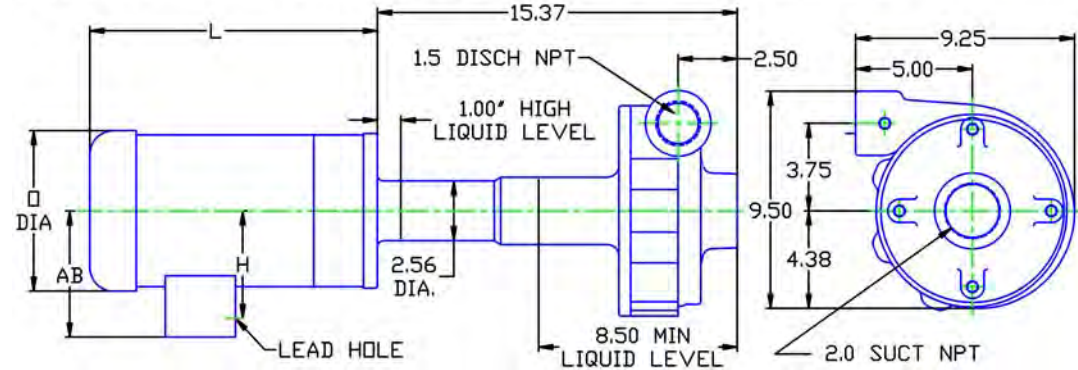 15.37
L
9.25
1.5 DISCH NPT
2.50
5.00
1.00" HIGH
LIQUID LEVEL
3.75
O
DIA
9.50
AB
H
2.56
DIA.
4.38
8.50 MIN
LIQUID LEVEL
LEAD HOLE
2.0 SUCT NPT